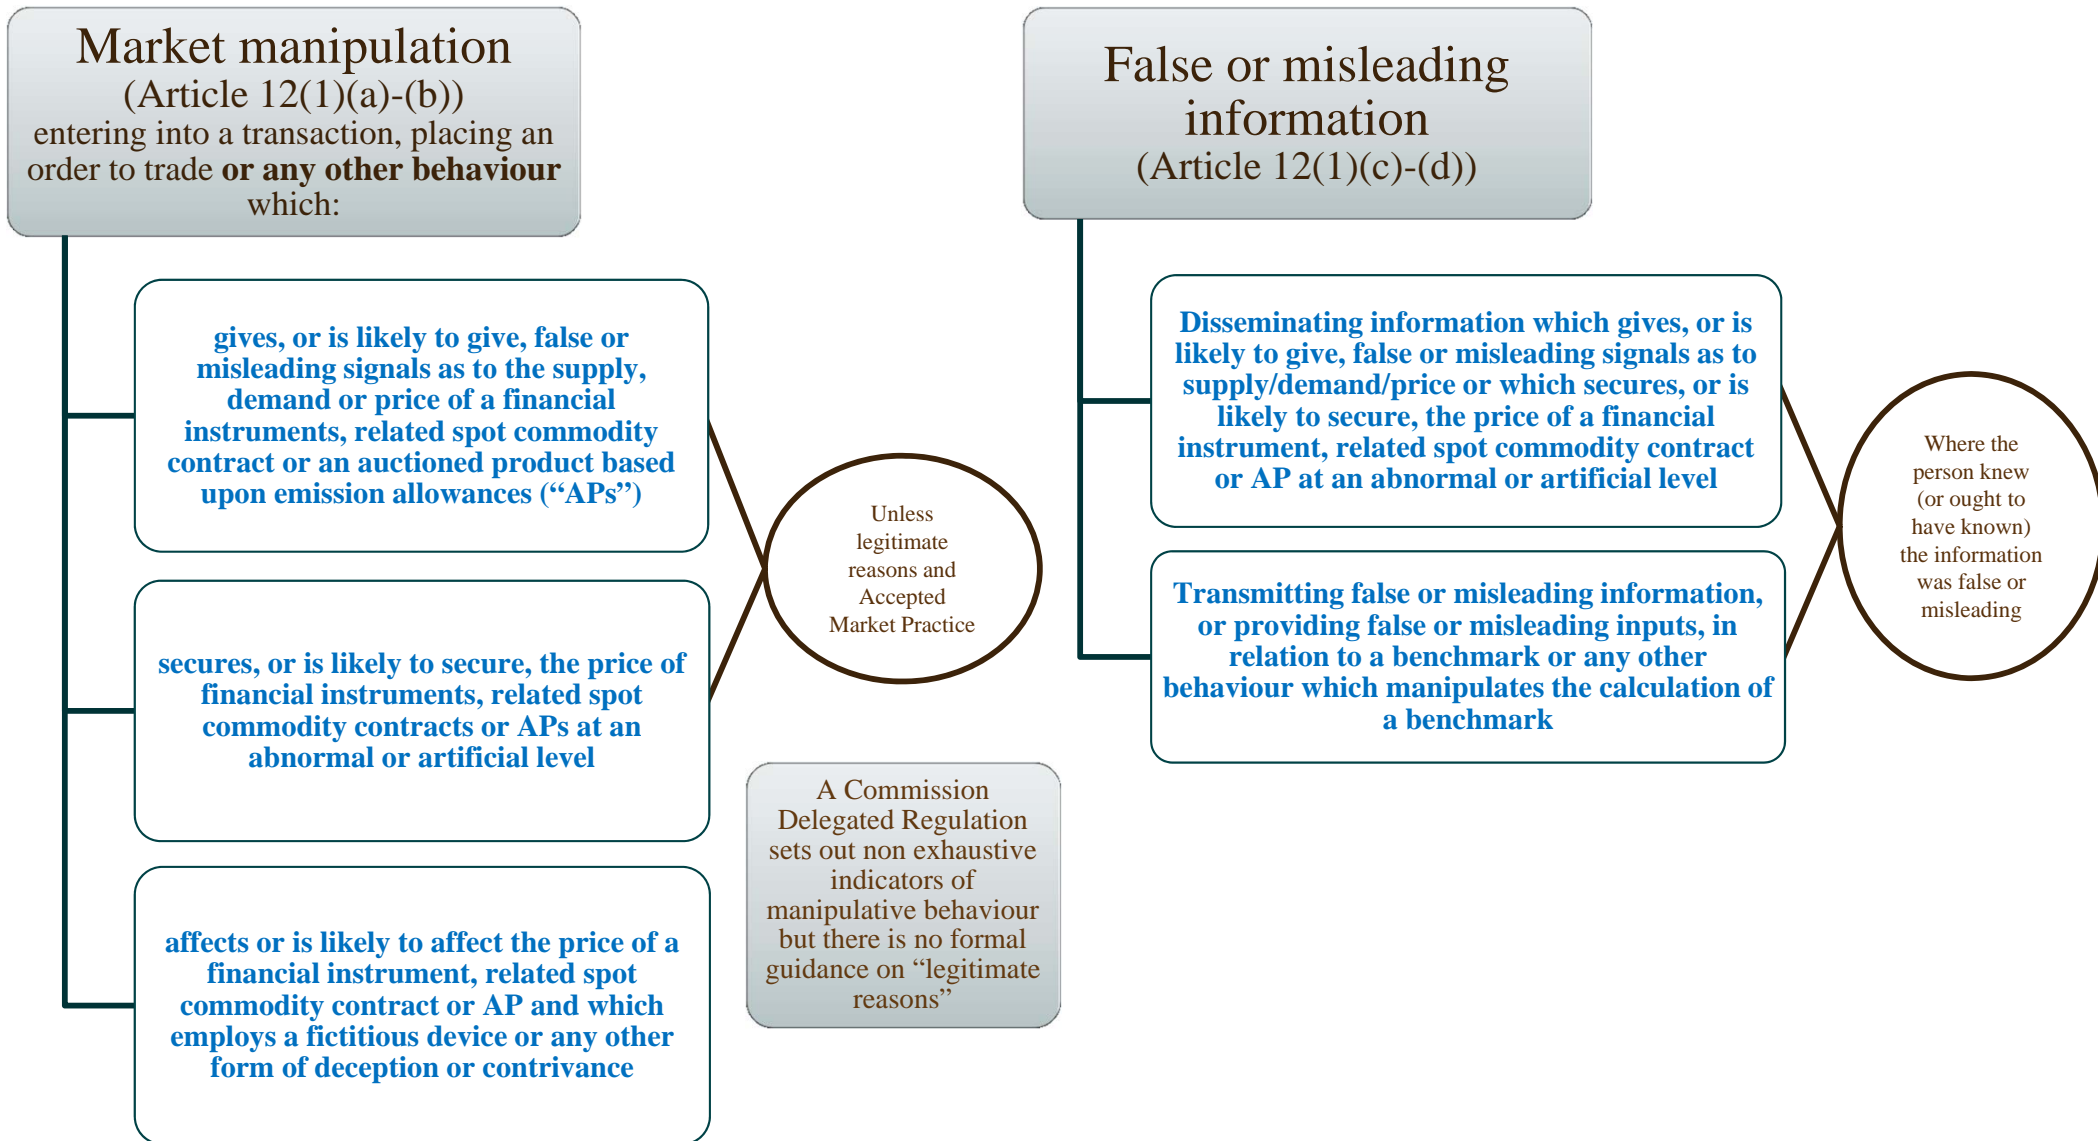 Market manipulation
(Article 12(1)(a)-(b))
entering into a transaction, placing an
order to trade or any other behaviour
which:
gives, or is likely to give, false or
misleading signals as to the supply,
demand or price of a financial
instruments, related spot commodity
contract or an auctioned product based
upon emission allowances (“APs”)
secures, or is likely to secure, the price of
financial instruments, related spot
commodity contracts or APs at an
abnormal or artificial level
affects or is likely to affect the price of a
financial instrument, related spot
commodity contract or AP and which
employs a fictitious device or any other
form of deception or contrivance
Unless
legitimate
reasons and
Accepted
Market Practice
A Commission
Delegated Regulation
sets out non exhaustive
indicators of
manipulative behaviour
but there is no formal
guidance on “legitimate
reasons”
False or misleading
information
(Article 12(1)(c)-(d))
Disseminating information which gives, or is
likely to give, false or misleading signals as to
supply/demand/price or which secures, or is
likely to secure, the price of a financial
instrument, related spot commodity contract
or AP at an abnormal or artificial level
Transmitting false or misleading information,
or providing false or misleading inputs, in
relation to a benchmark or any other
behaviour which manipulates the calculation of
a benchmark
Where the
person knew
(or ought to
have known)
the information
was false or
misleading